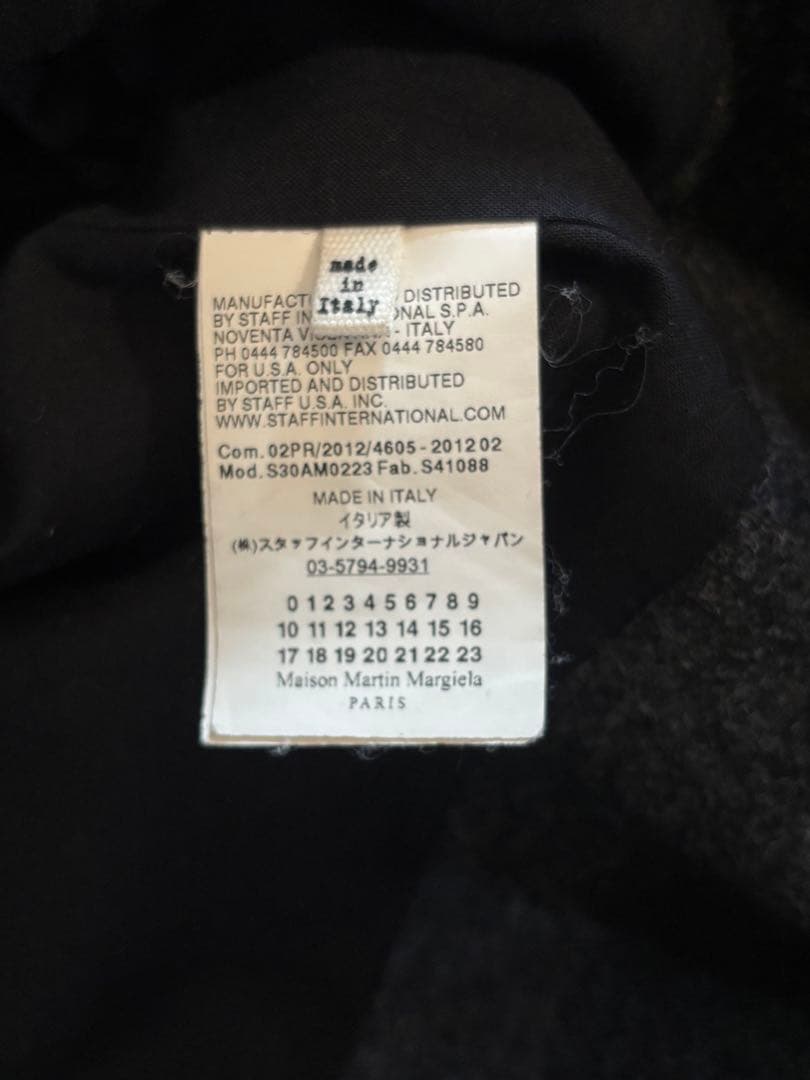 made
in
Italy
MANUFACT DISTRIBUTED
BY STAFF IN ONAL S.P.A.
NOVENTA - ITALY
PH 0444 784500 FAX 0444 784580
FOR U.S.A. ONLY
IMPORTED AND DISTRIBUTED
BY STAFF U.S.A. INC.
WWW.STAFFINTERNATIONAL.COM
Com. 02PR/2012/4605 - 2012 02
Mod. S30AM0223 Fab. S41088
MADE IN ITALY
イタリア製
(株)スタッフインターナショナルジャパン
03-5794-9931
0 1 2 3 4 5 6 7 8 9
10 11 12 13 14 15 16
17 18 19 20 21 22 23
Maison Martin Margiela
PARIS